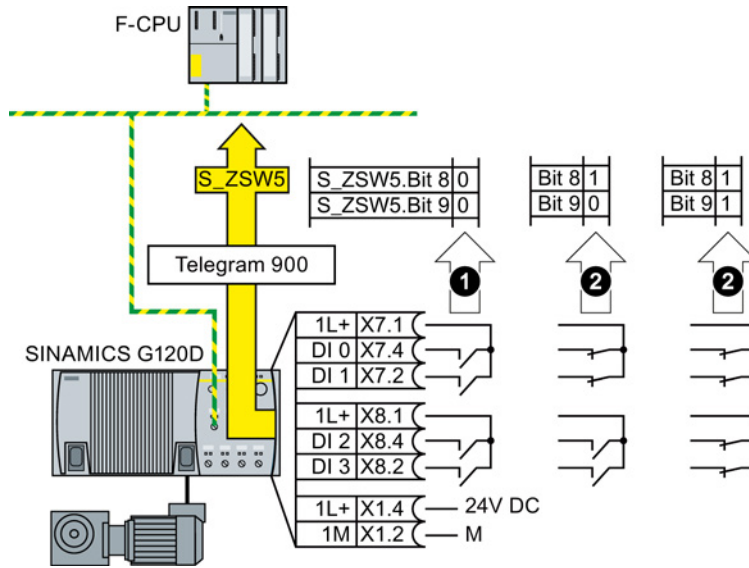 F-CPU
S_ZSW5
S_ZSW5.Bit 8 0
S_ZSW5.Bit 9 0
Bit 8 1
Bit 9 0
Bit 8 1
Bit 9 1
Telegram 900
1
2
2
SINAMICS G120D
1L+ X7.1
DI 0 X7.4
DI 1 X7.2
1L+ X8.1
DI 2 X8.4
DI 3 X8.2
1L+ X1.4 24V DC
1M X1.2 M